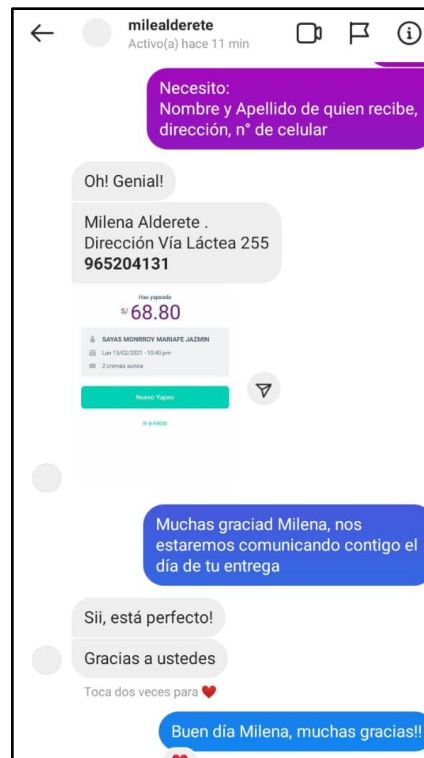 milealderete
Activo(a) hace 11 min
Necesito:
Nombre y Apellido de quien recibe,
dirección, n° de celular
Oh! Genial!
Milena Alderete .
Dirección Vía Láctea 255
965204131
Has yapeado
S/ 68.80
SAYAS MONRROY MARIAFE JAZMIN
Lun 15/02/2021 - 10:40 pm
2 cremas aurora
Nuevo Yapeo
Ir a Inicio
Muchas graciad Milena, nos
estaremos comunicando contigo el
día de tu entrega
Sii, está perfecto!
Gracias a ustedes
Toca dos veces para ❤️
Buen día Milena, muchas gracias!!